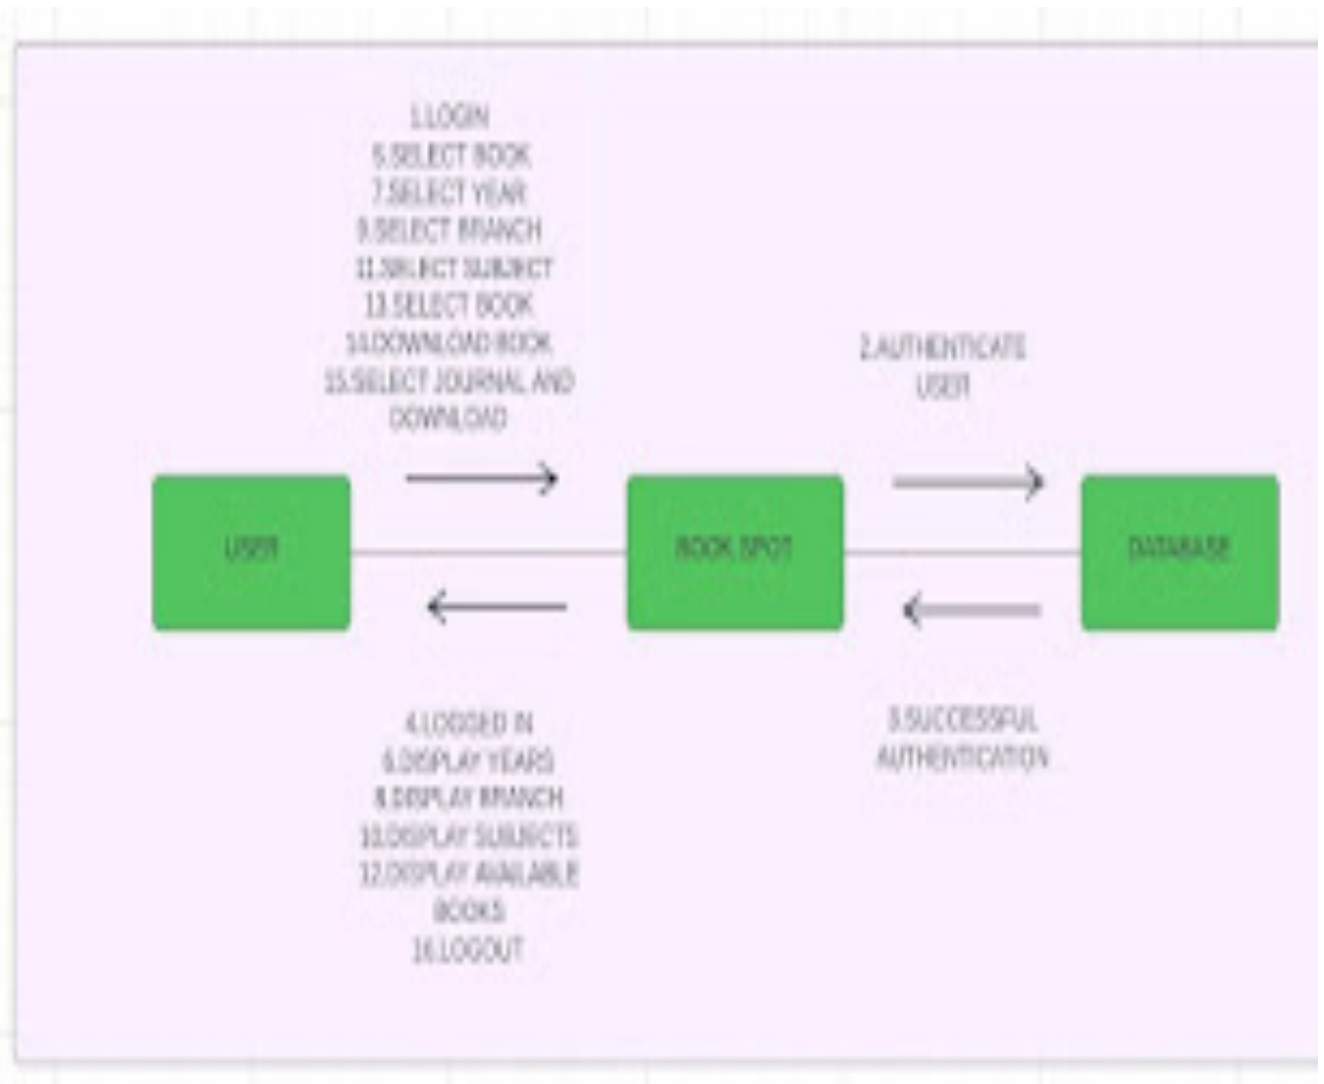 1.LOGIN
5.SELECT BOOK
7.SELECT YEAR
9.SELECT BRANCH
11.SELECT SUBJECT
13.SELECT BOOK
14.DOWNLOAD BOOK
15.SELECT JOURNAL AND
DOWNLOAD
2.AUTHENTICATE
USER
USER
BOOK SPOT
DATABASE
4.LOGGED IN
6.DISPLAY YEARS
8.DISPLAY BRANCH
10.DISPLAY SUBJECTS
12.DISPLAY AVAILABLE
BOOKS
16.LOGOUT
3.SUCCESSFUL
AUTHENTICATION